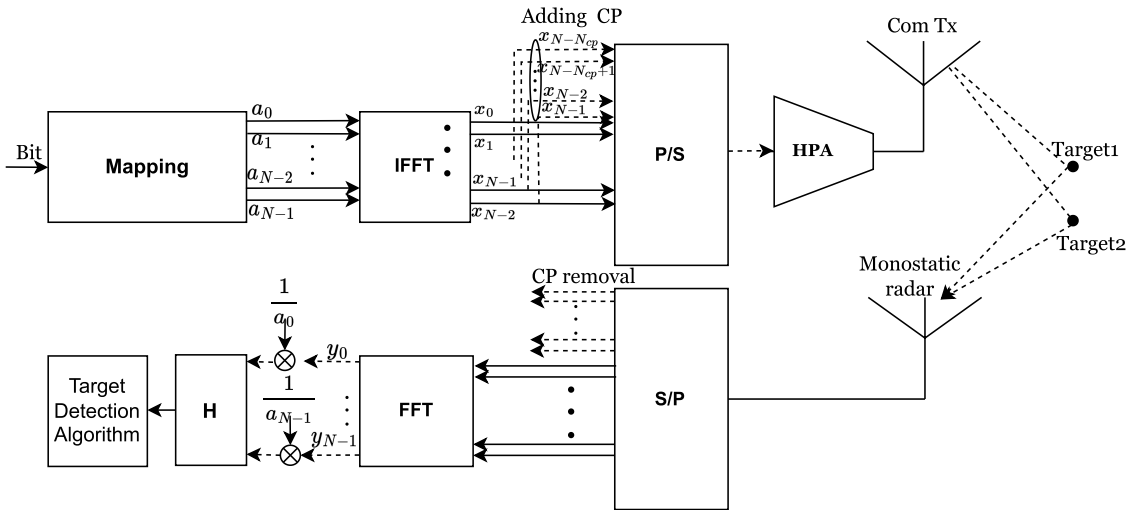 Adding CP
x_{N-N_{cp}}
x_{N-N_{cp}+1}
x_{N-2}
x_{N-1}
Com Tx
Bit
Mapping
a_0
a_1
a_{N-2}
a_{N-1}
IFFT
x_0
x_1
x_{N-1}
x_{N-2}
P/S
HPA
Target1
Target2
Monostatic
radar
CP removal
S/P
FFT
y_0
y_{N-1}
1
a_0
1
a_{N-1}
H
Target
Detection
Algorithm